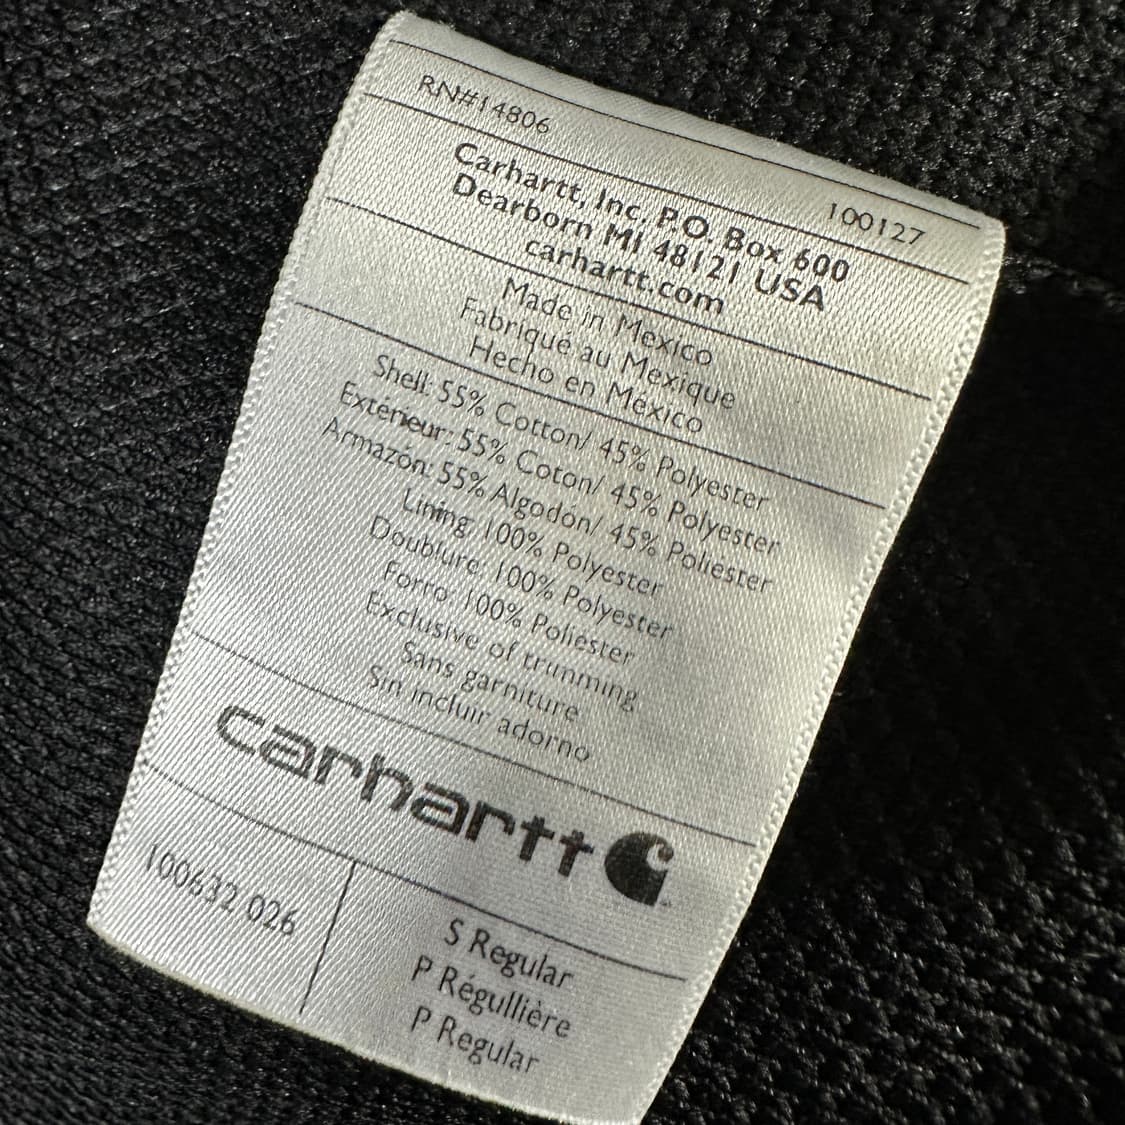 RN#14806 100127
Carhartt, Inc. P.O. Box 600
Dearborn MI 48121 USA
carhartt.com
Made in Mexico
Fabriqué au Mexique
Hecho en México
Shell: 55% Cotton/ 45% Polyester
Extérieur: 55% Coton/ 45% Polyester
Armazón: 55% Algodón/ 45% Poliéster
Lining: 100% Polyester
Doublure: 100% Polyester
Forro: 100% Poliéster
Exclusive of trimming
Sans garniture
Sin incluir adorno
carhartt
100632 026
S Regular
P Régullière
P Regular